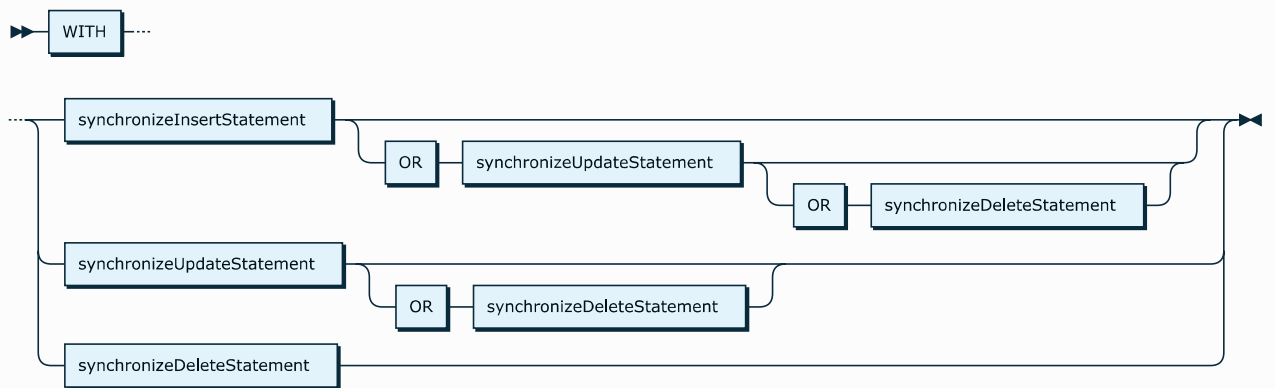 WITH
synchronizeInsertStatement
OR synchronizeUpdateStatement
OR synchronizeDeleteStatement
synchronizeUpdateStatement
OR synchronizeDeleteStatement
synchronizeDeleteStatement